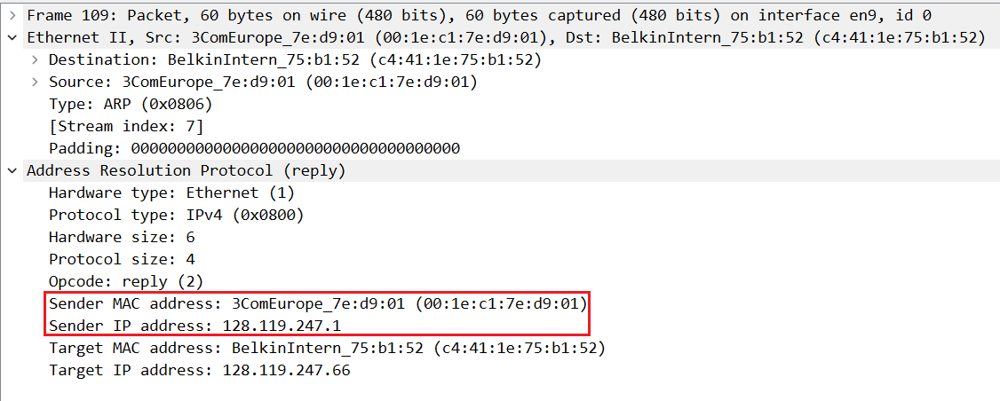 Frame 109: Packet, 60 bytes on wire (480 bits), 60 bytes captured (480 bits) on interface en9, id 0
Ethernet II, Src: 3ComEurope_7e:d9:01 (00:1e:c1:7e:d9:01), Dst: BelkinIntern_75:b1:52 (c4:41:1e:75:b1:52)
Destination: BelkinIntern_75:b1:52 (c4:41:1e:75:b1:52)
Source: 3ComEurope_7e:d9:01 (00:1e:c1:7e:d9:01)
Type: ARP (0x0806)
[Stream index: 7]
Padding: 000000000000000000000000000000000000
Address Resolution Protocol (reply)
Hardware type: Ethernet (1)
Protocol type: IPv4 (0x0800)
Hardware size: 6
Protocol size: 4
Opcode: reply (2)
Sender MAC address: 3ComEurope_7e:d9:01 (00:1e:c1:7e:d9:01)
Sender IP address: 128.119.247.1
Target MAC address: BelkinIntern_75:b1:52 (c4:41:1e:75:b1:52)
Target IP address: 128.119.247.66